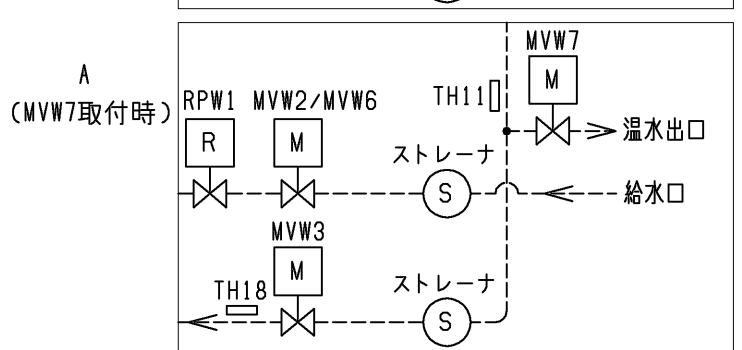 MVW7
A
(MVW7取付時)
RPW1
MVW2/MVW6
TH11
M
温水出口
R
M
ストレーナ
S
給水口
MVW3
M
TH18
ストレーナ
S